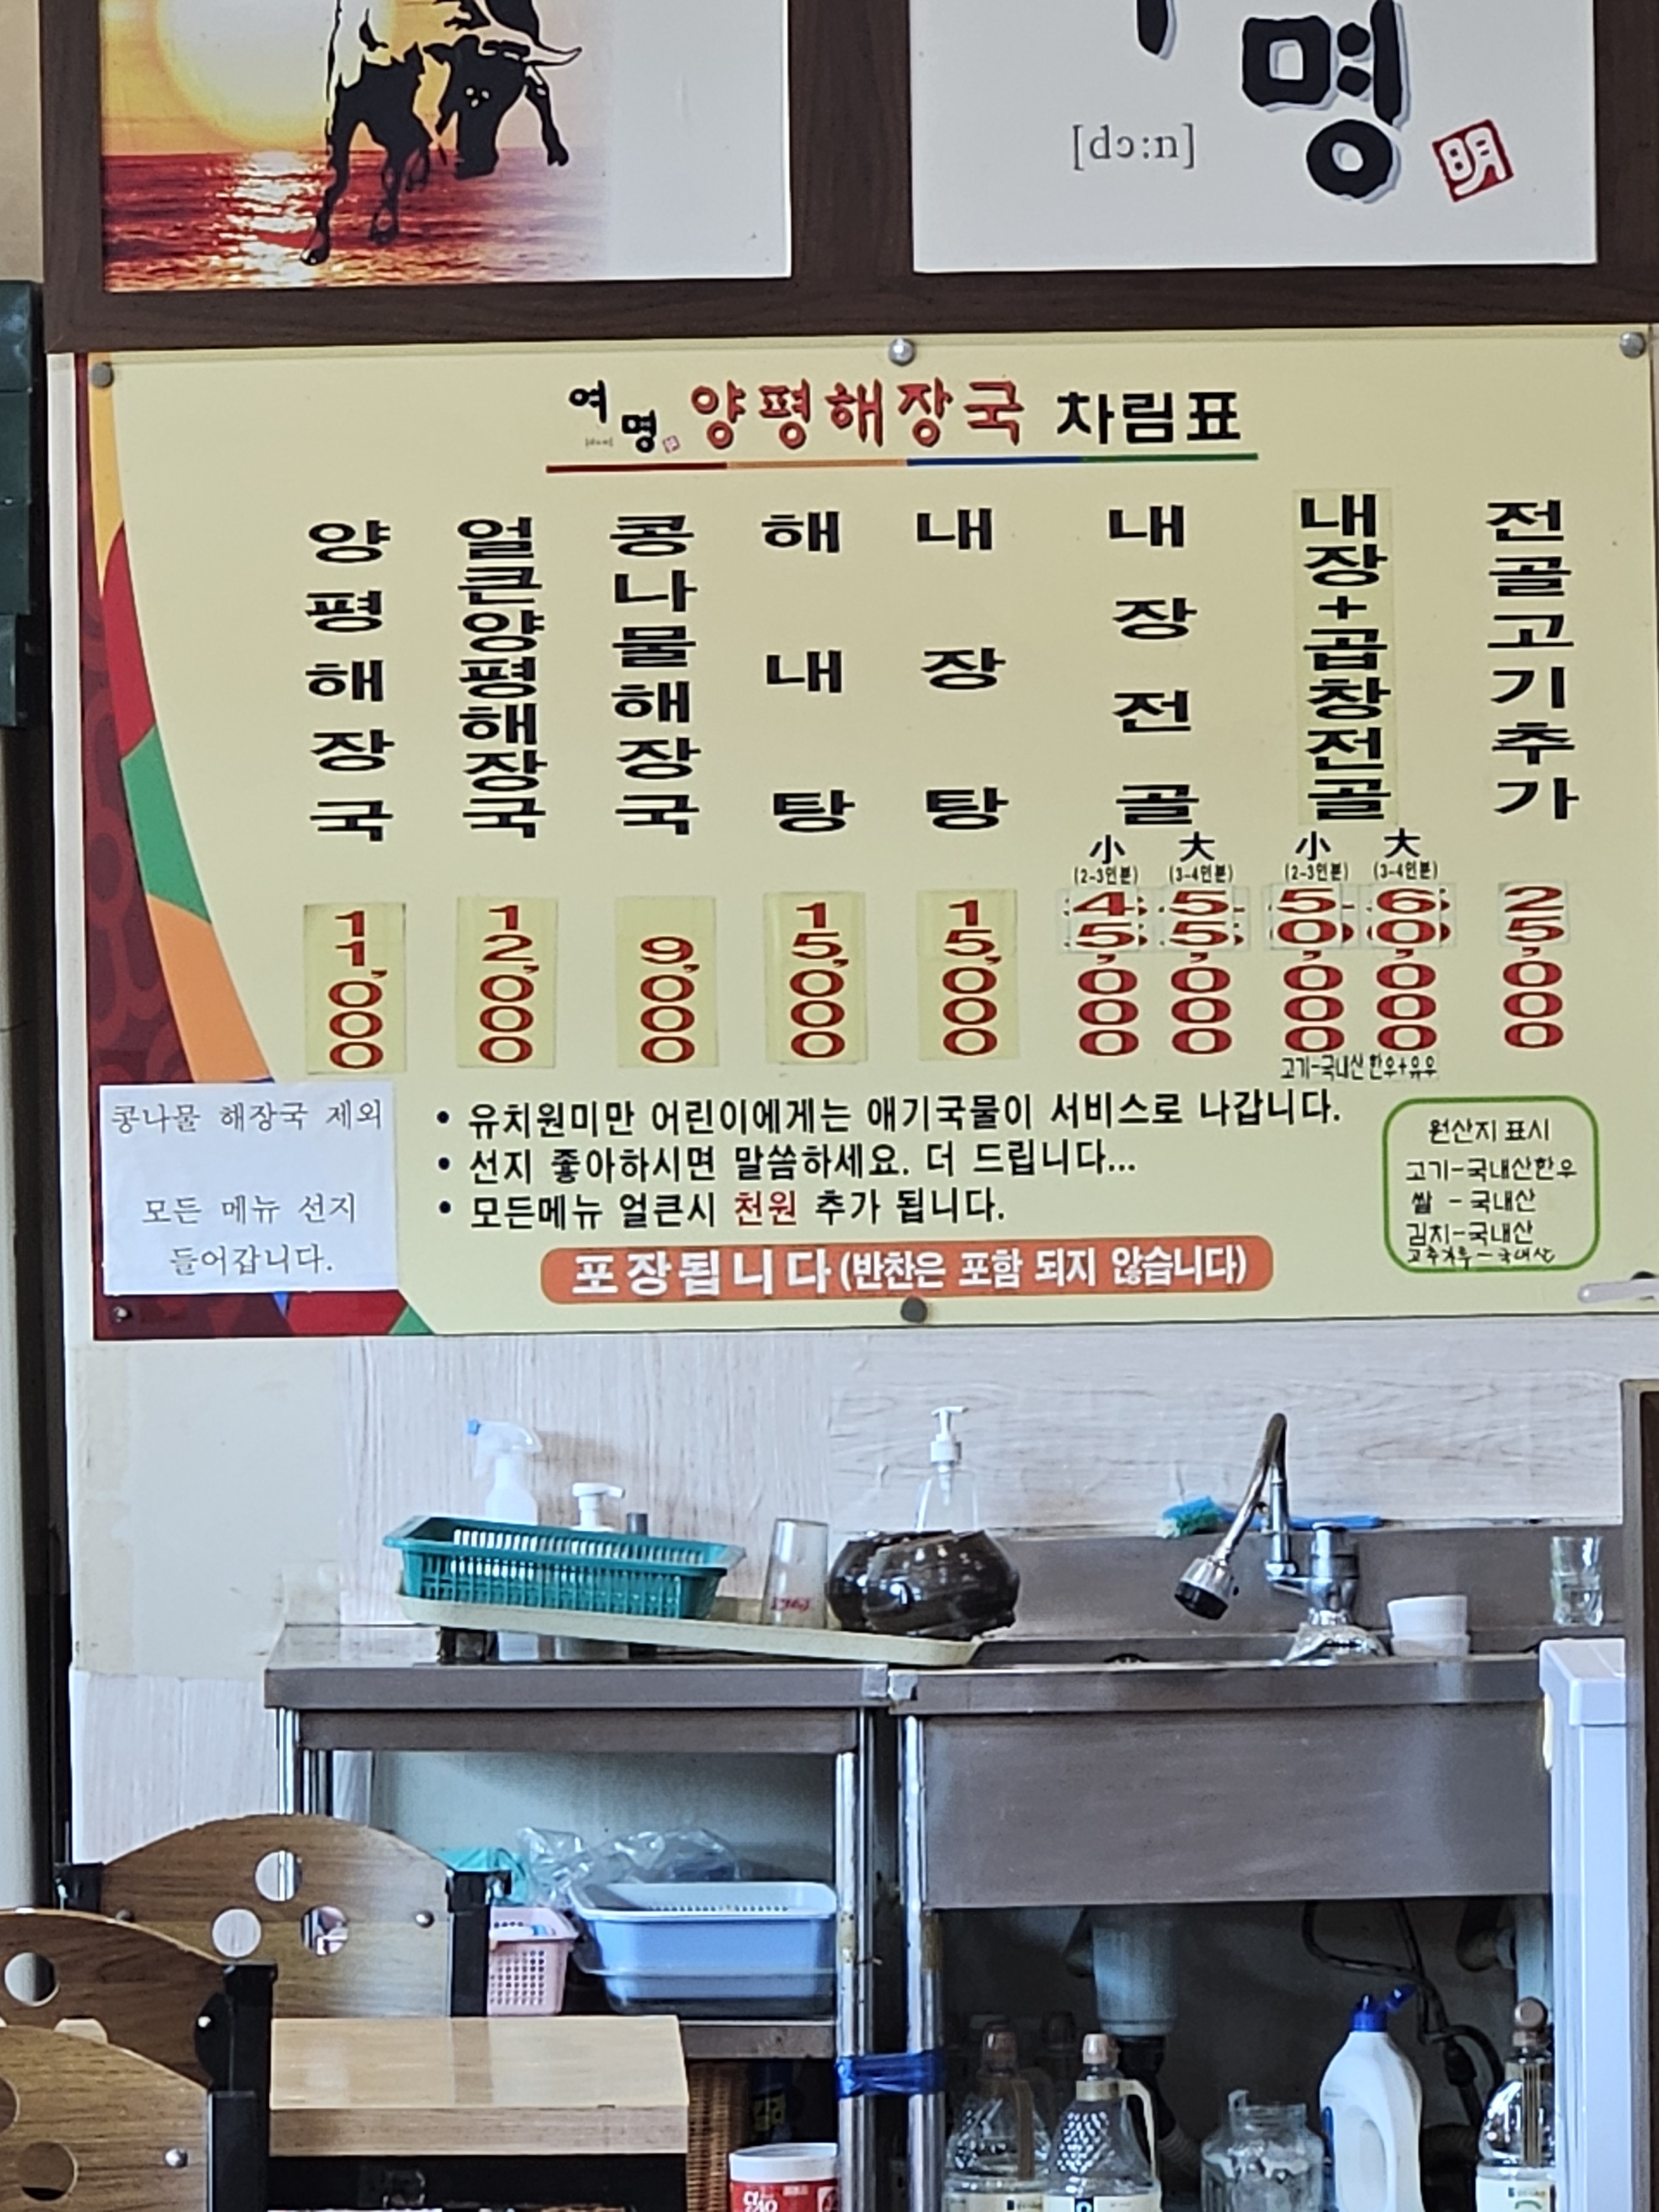 명
[dɔ:n]
明
여명 양평해장국 차림표
양평해장국
얼큰양평해장국
콩나물해장국
해내탕
내장탕
내장전골
내장+곱창전골
전골고기추가
小 大 小 大
(2-3인분) (3-4인분) (2-3인분) (3-4인분)
11,000
12,000
9,000
15,000
15,000
45,000
55,000
50,000
60,000
25,000
고기-국내산 한우+육우
콩나물 해장국 제외
모든 메뉴 선지
들어갑니다.
• 유치원미만 어린이에게는 애기국물이 서비스로 나갑니다.
• 선지 좋아하시면 말씀하세요. 더 드립니다...
• 모든메뉴 얼큰시 천원 추가 됩니다.
포장됩니다(반찬은 포함 되지 않습니다)
원산지 표시
고기-국내산한우
쌀 - 국내산
김치-국내산
고추가루-국내산